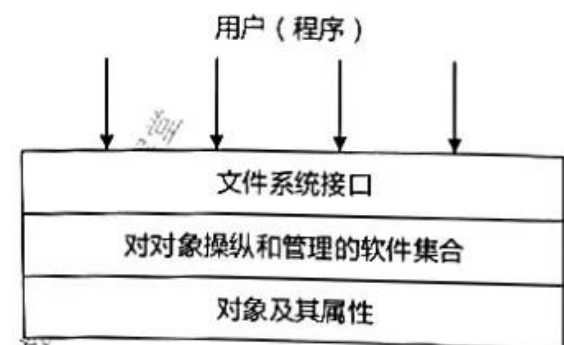 用户（程序）
文件系统接口
对对象操纵和管理的软件集合
对象及其属性